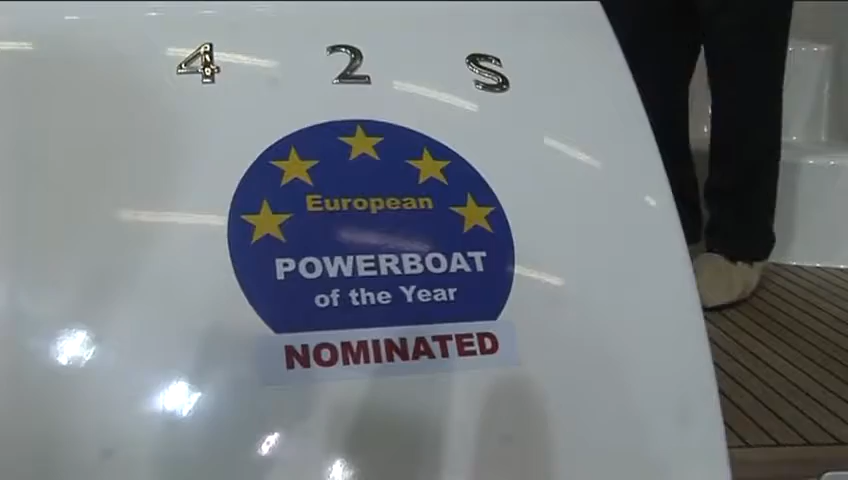 4 2 S
European
POWERBOAT
of the Year
NOMINATED